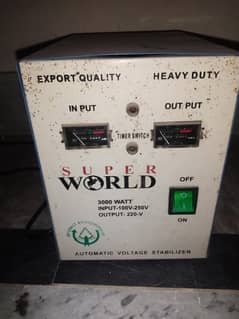 EXPORT QUALITY HEAVY DUTY
IN PUT OUT PUT
TIMER SWITCH
SUPER
WORLD
3000 WATT
INPUT-100V-250V
OUTPUT: 220-V
OFF
ON
AUTOMATIC VOLTAGE STABILIZER